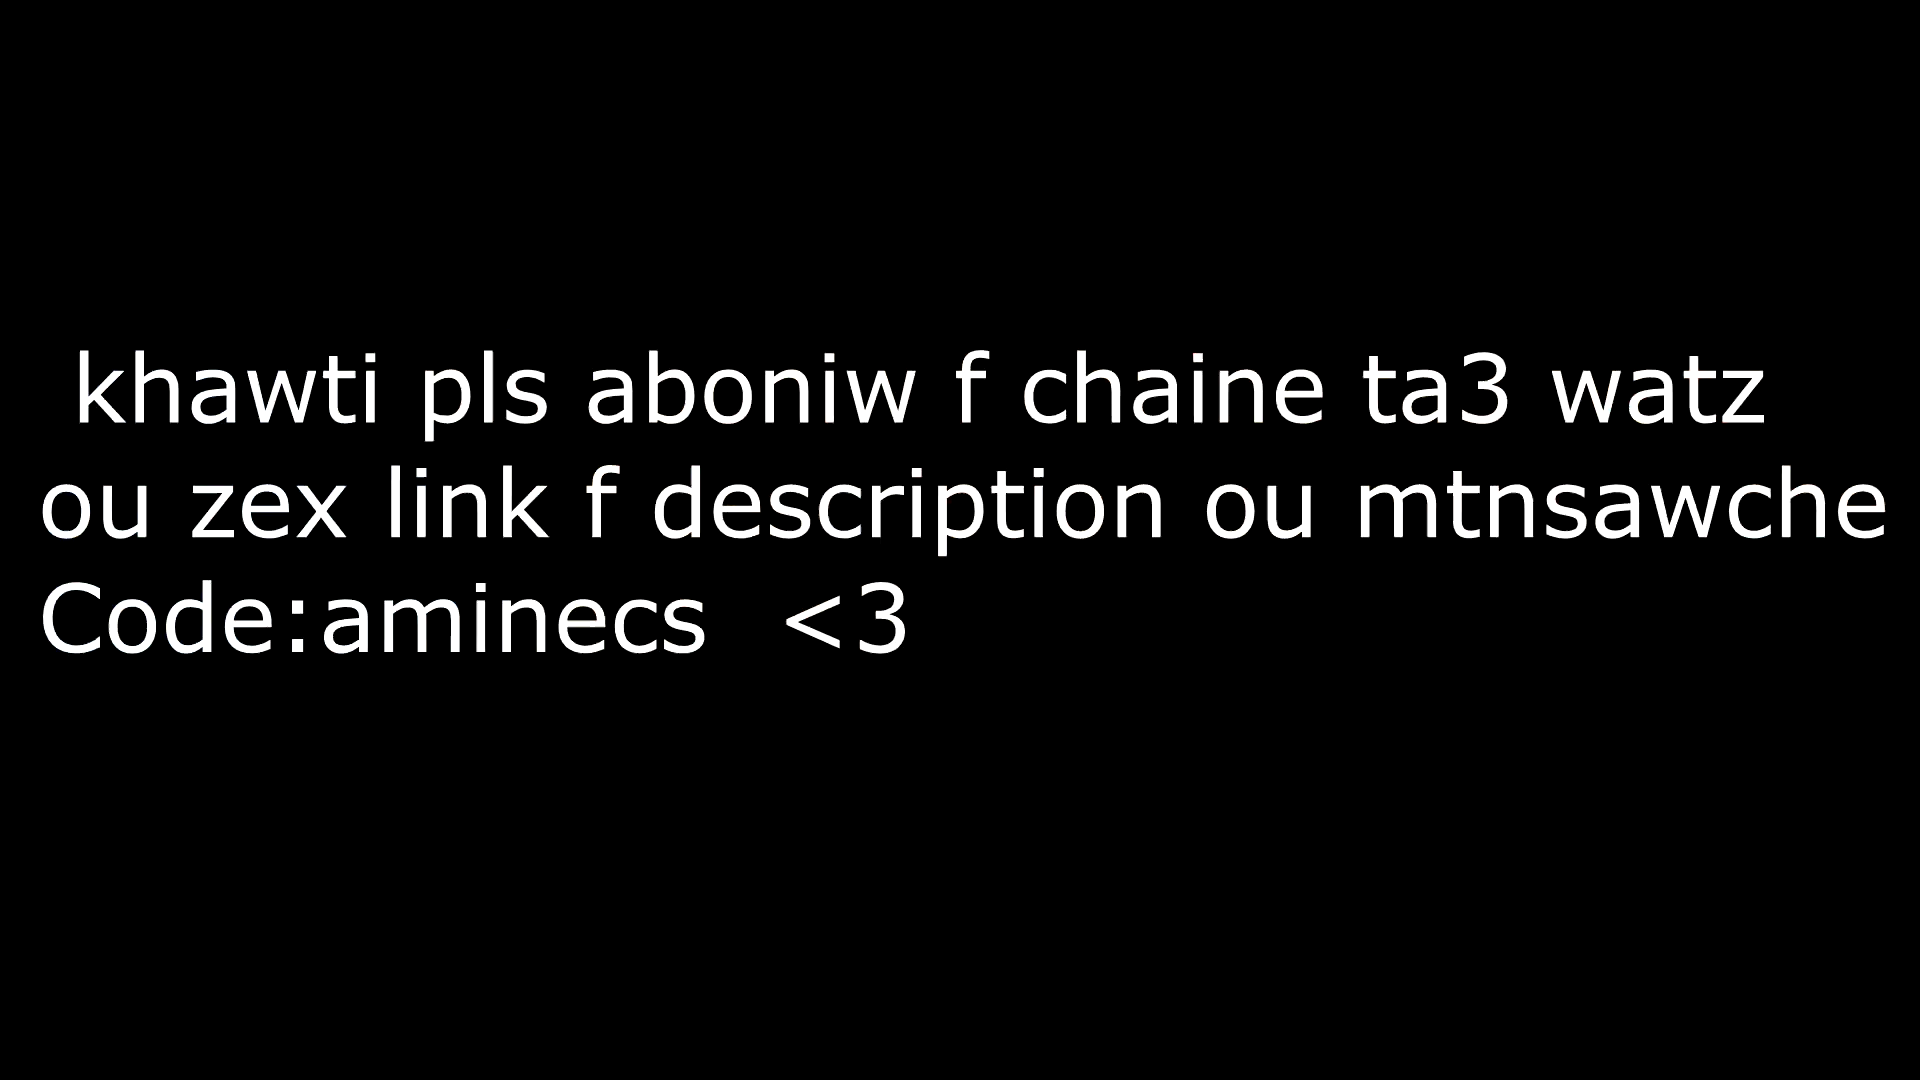 khawti pls aboniw f chaine ta3 watz
ou zex link f description ou mtnsawche
Code:aminecs <3